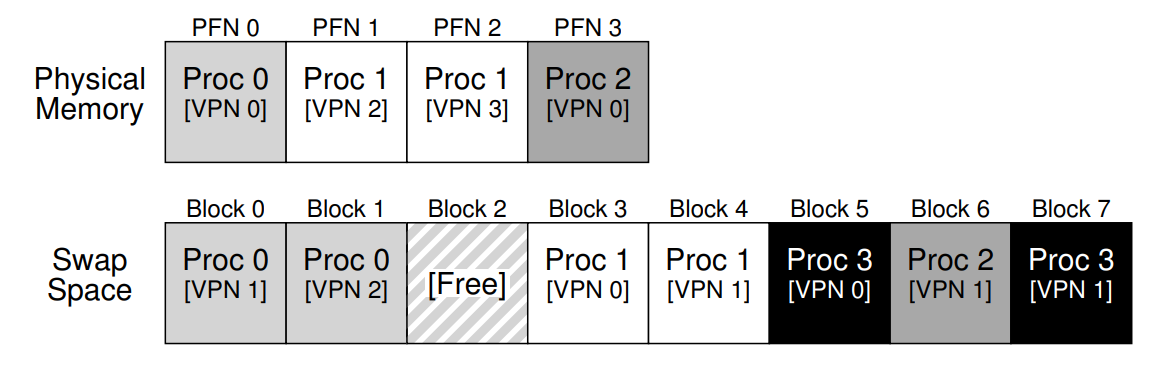 PFN 0 PFN 1 PFN 2 PFN 3
Physical Memory
Proc 0 Proc 1 Proc 1 Proc 2
[VPN 0] [VPN 2] [VPN 3] [VPN 0]
Block 0 Block 1 Block 2 Block 3 Block 4 Block 5 Block 6 Block 7
Swap Space
Proc 0 Proc 0 [Free] Proc 1 Proc 1 Proc 3 Proc 2 Proc 3
[VPN 1] [VPN 2] [VPN 0] [VPN 1] [VPN 0] [VPN 1] [VPN 1]